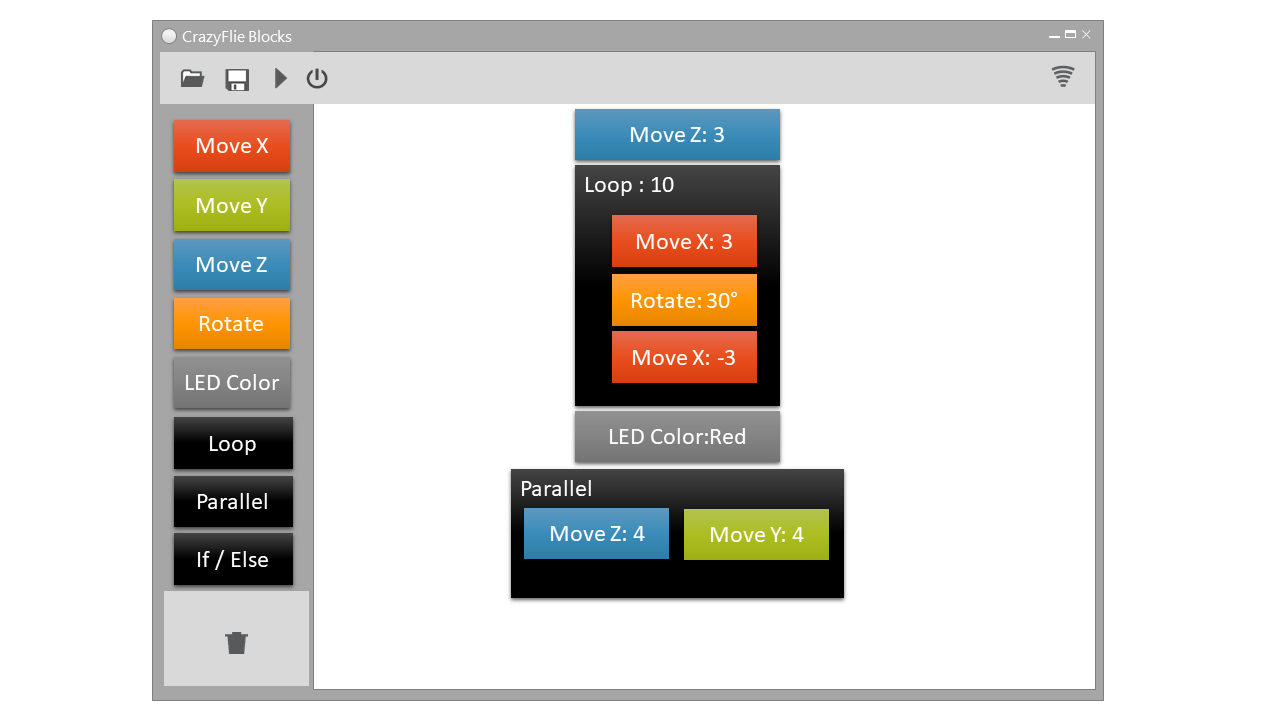 CrazyFlie Blocks
Move X
Move Y
Move Z
Rotate
LED Color
Loop
Parallel
If / Else
Move Z: 3
Loop : 10
Move X: 3
Rotate: 30°
Move X: -3
LED Color:Red
Parallel
Move Z: 4
Move Y: 4